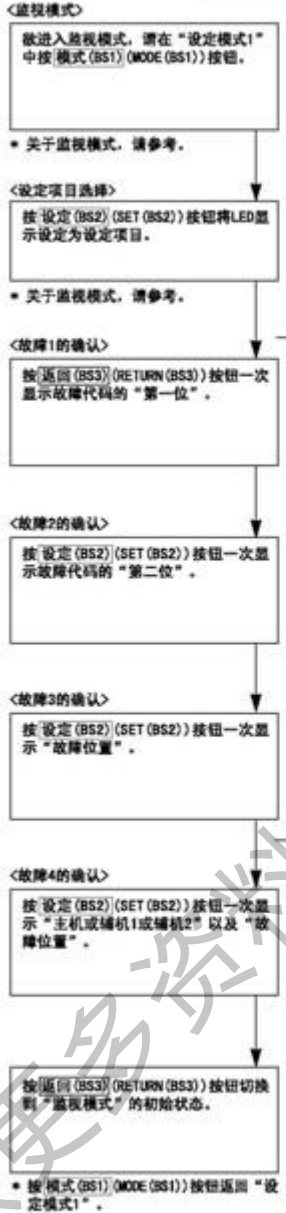 <监视模式>
欲进入监视模式，请在“设定模式1”
中按 模式(BS1) (MODE(BS1))按钮。
* 关于监视模式，请参考。
<设定项目选择>
按 设定(BS2) (SET(BS2))按钮将LED显
示设定为设定项目。
* 关于监视模式，请参考。
<故障1的确认>
按 返回(BS3) (RETURN(BS3))按钮一次
显示故障代码的“第一位”。
<故障2的确认>
按 设定(BS2) (SET(BS2))按钮一次显
示故障代码的“第二位”。
<故障3的确认>
按 设定(BS2) (SET(BS2))按钮一次显
示“故障位置”。
<故障4的确认>
按 设定(BS2) (SET(BS2))按钮一次显
示“主机或辅机1或辅机2”以及“故
障位置”。
按 返回(BS3) (RETURN(BS3))按钮切换
到“监视模式”的初始状态。
* 按 模式(BS1) (MODE(BS1))按钮返回“设
定模式1”。
更多资料